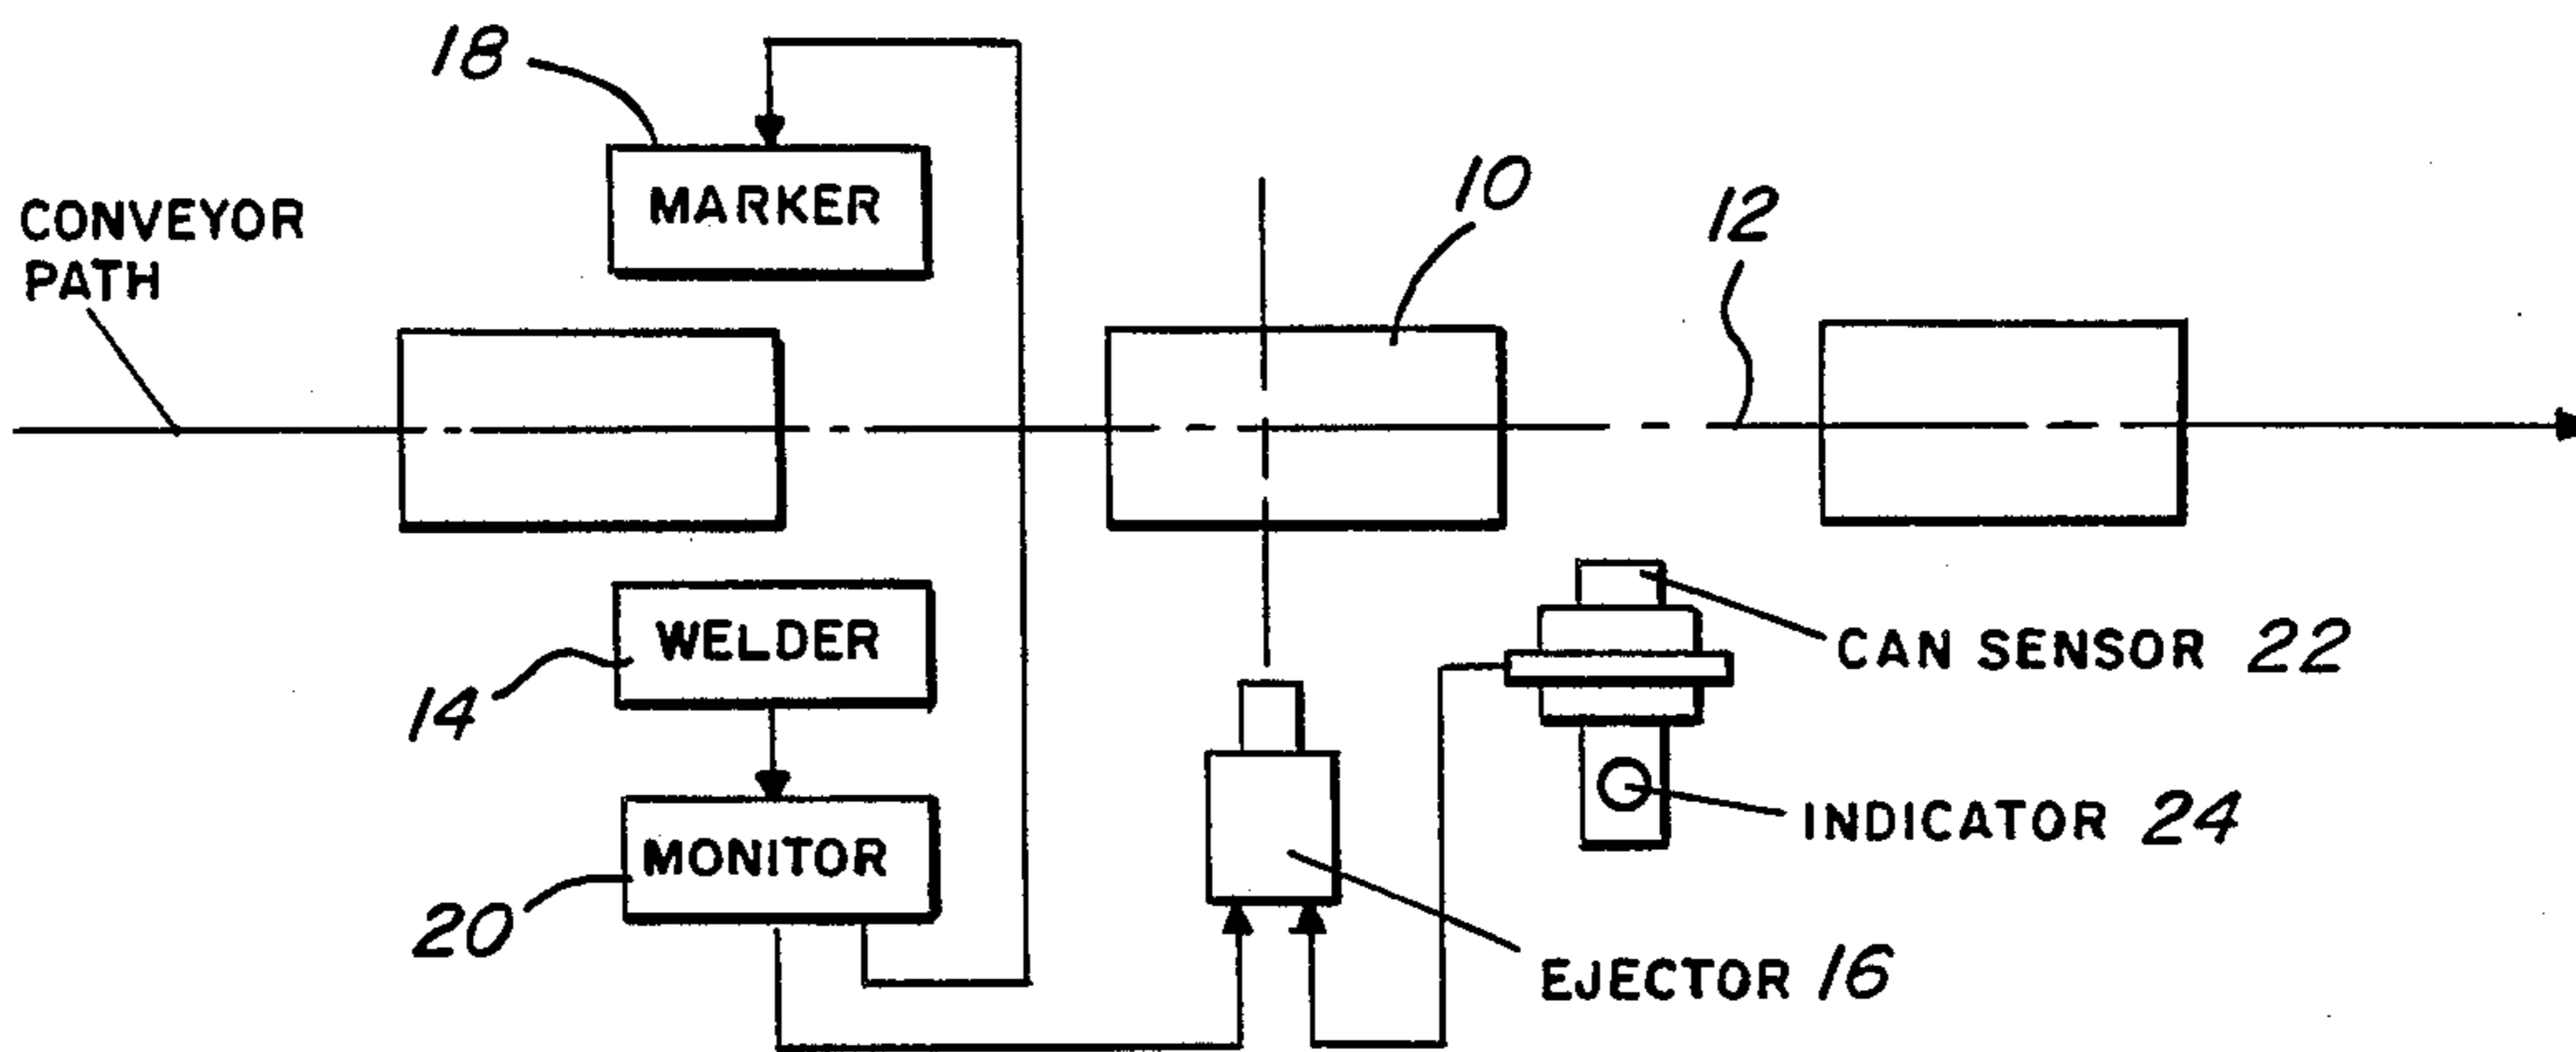 18
MARKER
CONVEYOR
PATH
10
12
WELDER
14
CAN SENSOR 22
MONITOR
20
INDICATOR 24
EJECTOR 16